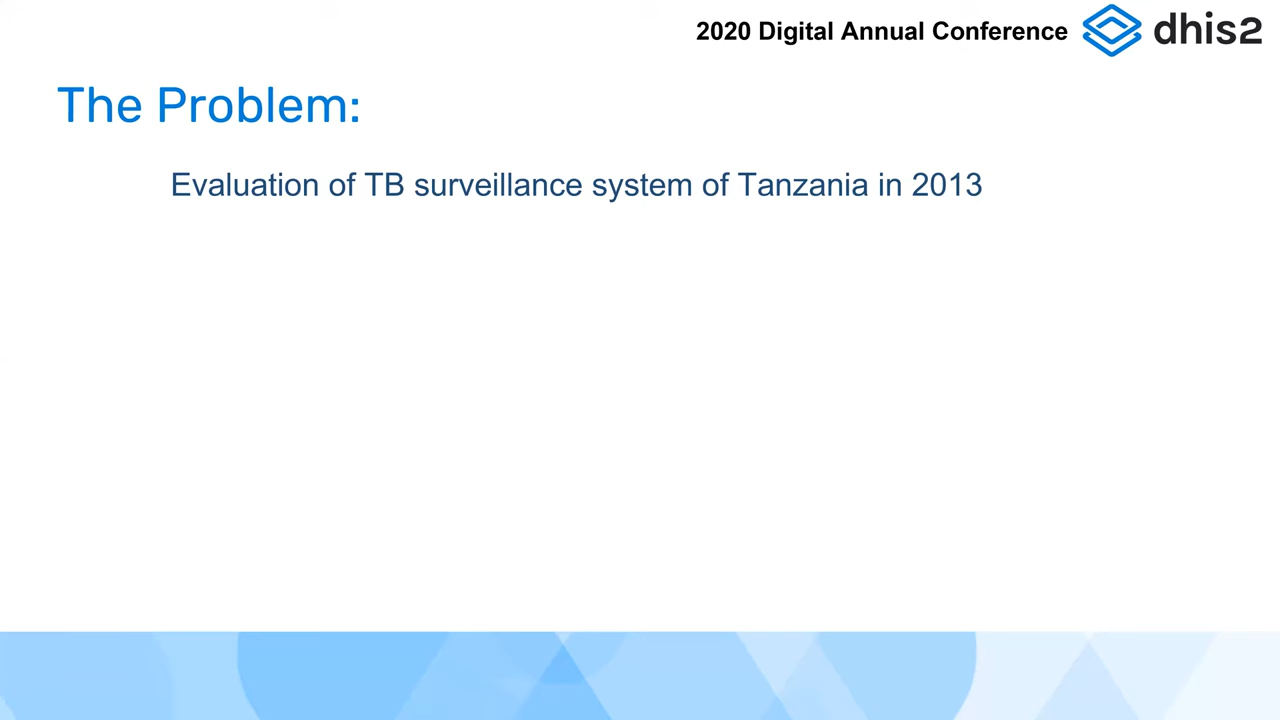 2020 Digital Annual Conference
dhis2
The Problem:
Evaluation of TB surveillance system of Tanzania in 2013